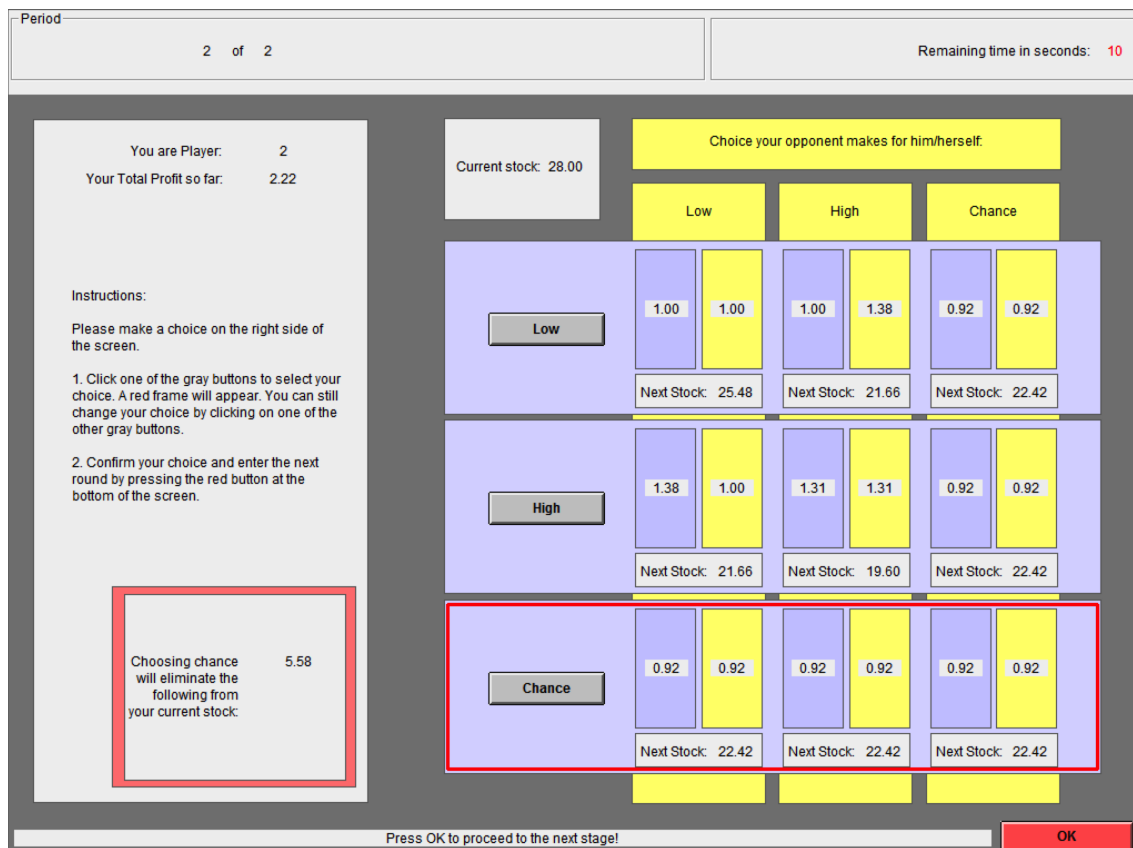 Period
2 of 2
Remaining time in seconds: 10
You are Player: 2
Your Total Profit so far: 2.22
Instructions:
Please make a choice on the right side of
the screen.
1. Click one of the gray buttons to select your
choice. A red frame will appear. You can still
change your choice by clicking on one of the
other gray buttons.
2. Confirm your choice and enter the next
round by pressing the red button at the
bottom of the screen.
Choosing chance 5.58
will eliminate the
following from
your current stock:
Current stock: 28.00
Choice your opponent makes for him/herself:
Low High Chance
Low
1.00 1.00 1.00 1.38 0.92 0.92
Next Stock: 25.48 Next Stock: 21.66 Next Stock: 22.42
High
1.38 1.00 1.31 1.31 0.92 0.92
Next Stock: 21.66 Next Stock: 19.60 Next Stock: 22.42
Chance
0.92 0.92 0.92 0.92 0.92 0.92
Next Stock: 22.42 Next Stock: 22.42 Next Stock: 22.42
Press OK to proceed to the next stage!
OK